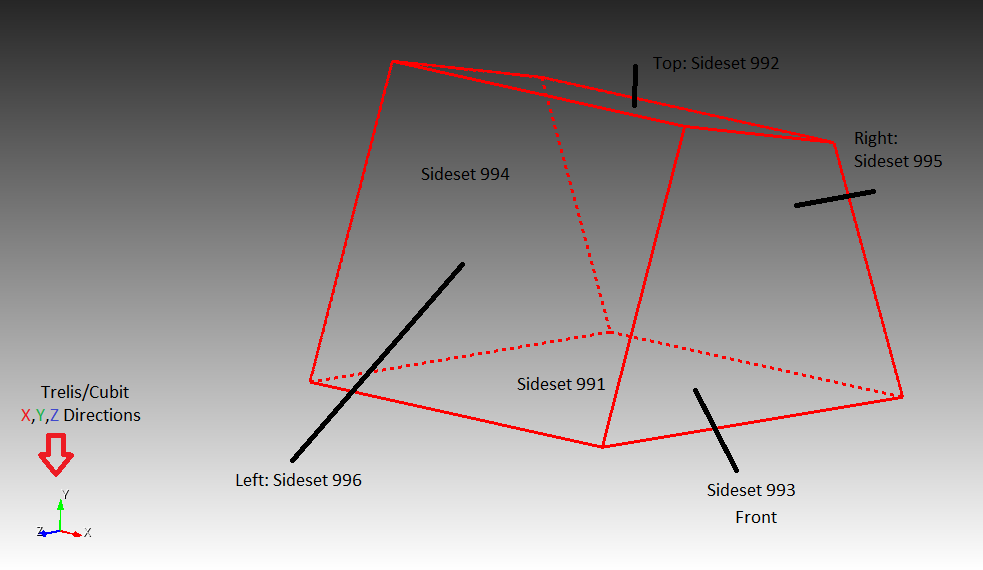 Top: Sideset 992
Right:
Sideset 995
Sideset 994
Sideset 991
Trelis/Cubit
X,Y,Z Directions
Left: Sideset 996
Sideset 993
Front
Y
Z
X